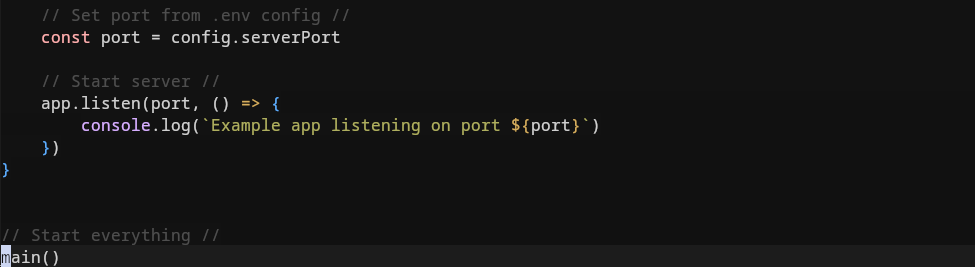 // Set port from .env config //
const port = config.serverPort
// Start server //
app.listen(port, () => {
console.log(`Example app listening on port ${port}`)
})
}
// Start everything //
main()